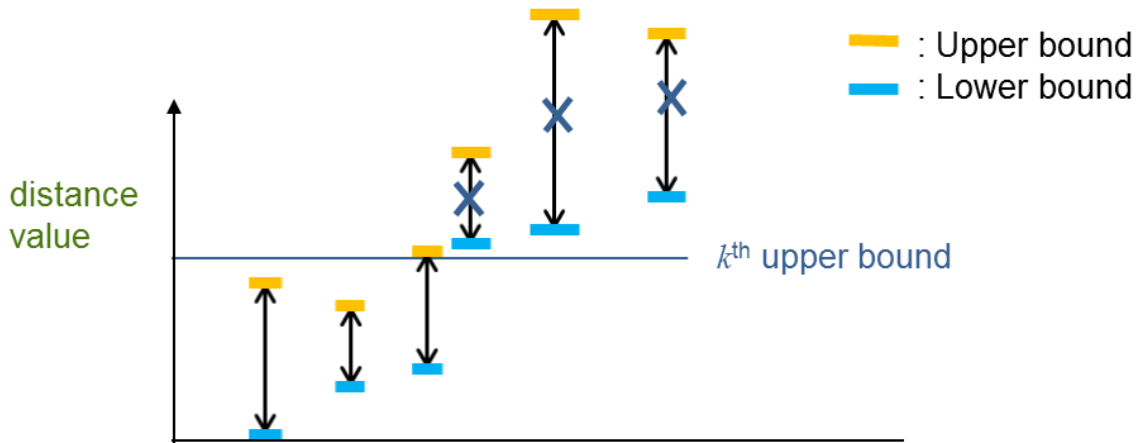 : Upper bound
: Lower bound
distance
value
kth upper bound